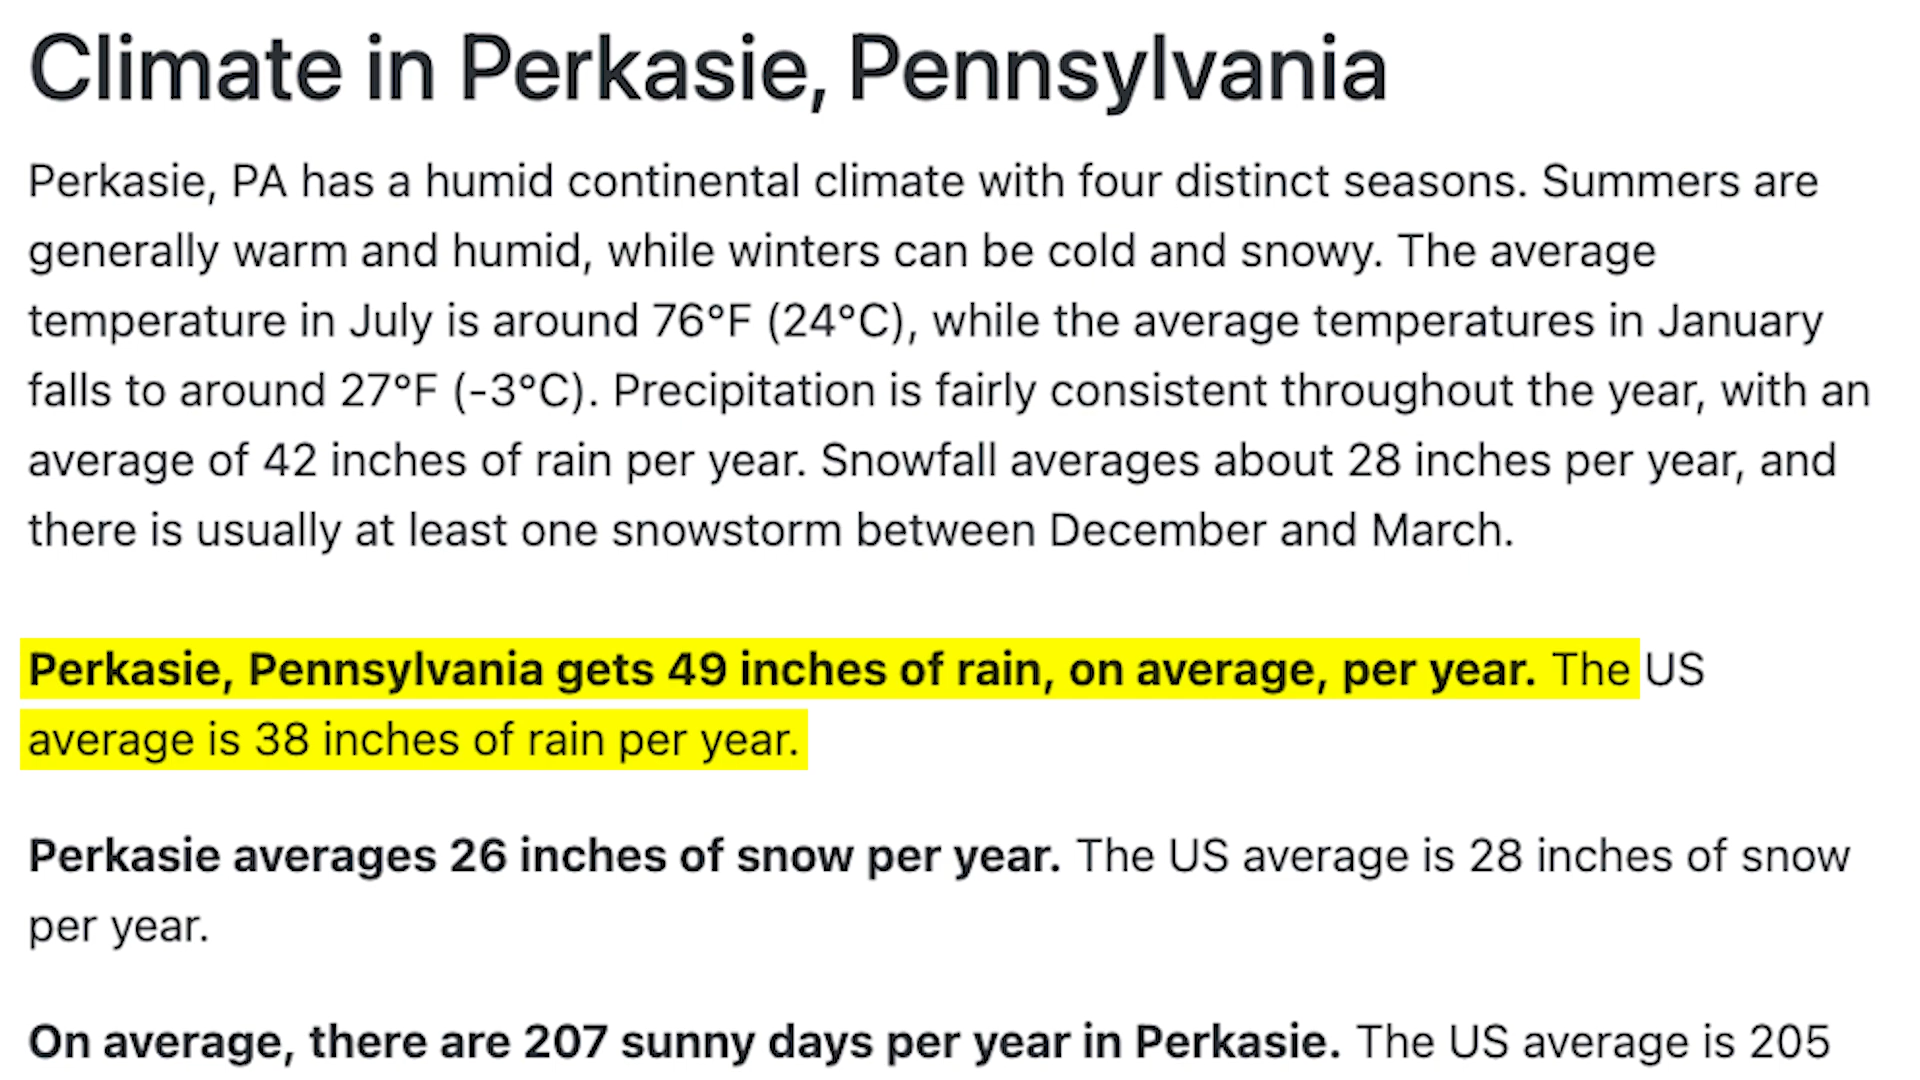 Climate in Perkasie, Pennsylvania
Perkasie, PA has a humid continental climate with four distinct seasons. Summers are
generally warm and humid, while winters can be cold and snowy. The average
temperature in July is around 76°F (24°C), while the average temperatures in January
falls to around 27°F (-3°C). Precipitation is fairly consistent throughout the year, with an
average of 42 inches of rain per year. Snowfall averages about 28 inches per year, and
there is usually at least one snowstorm between December and March.
Perkasie, Pennsylvania gets 49 inches of rain, on average, per year. The US
average is 38 inches of rain per year.
Perkasie averages 26 inches of snow per year. The US average is 28 inches of snow
per year.
On average, there are 207 sunny days per year in Perkasie. The US average is 205